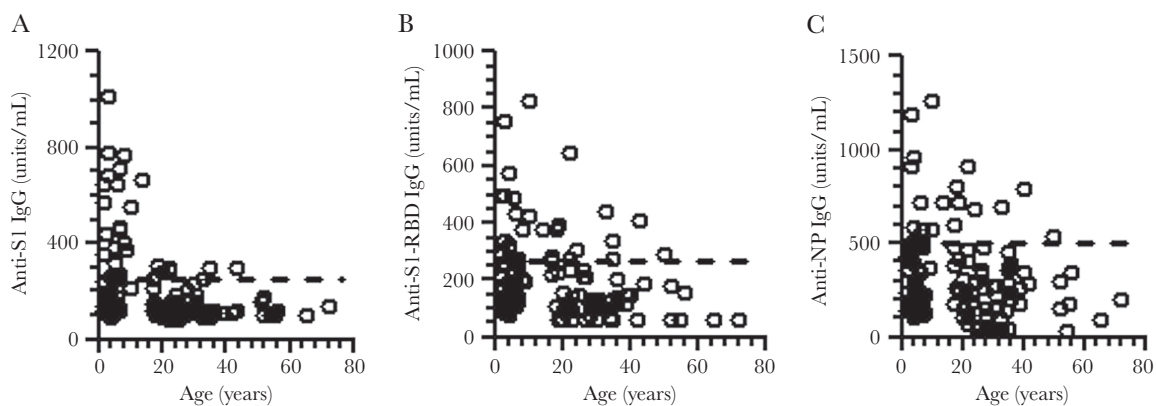 A
Anti-S1 IgG (units/mL)
1200
800
400
0
0 20 40 60 80
Age (years)
B
Anti-S1-RBD IgG (units/mL)
1000
800
600
400
200
0
0 20 40 60 80
Age (years)
C
Anti-NP IgG (units/mL)
1500
1000
500
0
0 20 40 60 80
Age (years)